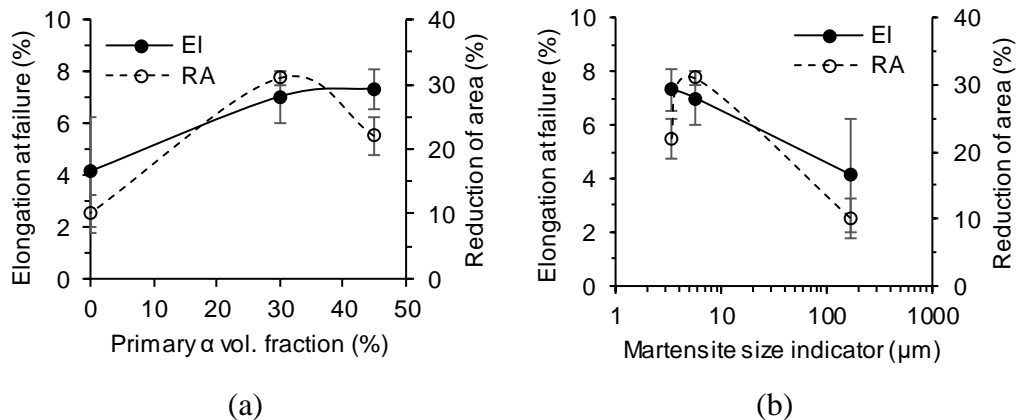 10
8
6
4
2
0
Elongation at failure (%)
El
RA
40
30
20
10
0
Reduction of area (%)
0 10 20 30 40 50
Primary α vol. fraction (%)
(a)
10
8
6
4
2
0
Elongation at failure (%)
El
RA
40
30
20
10
0
Reduction of area (%)
1 10 100 1000
Martensite size indicator (μm)
(b)